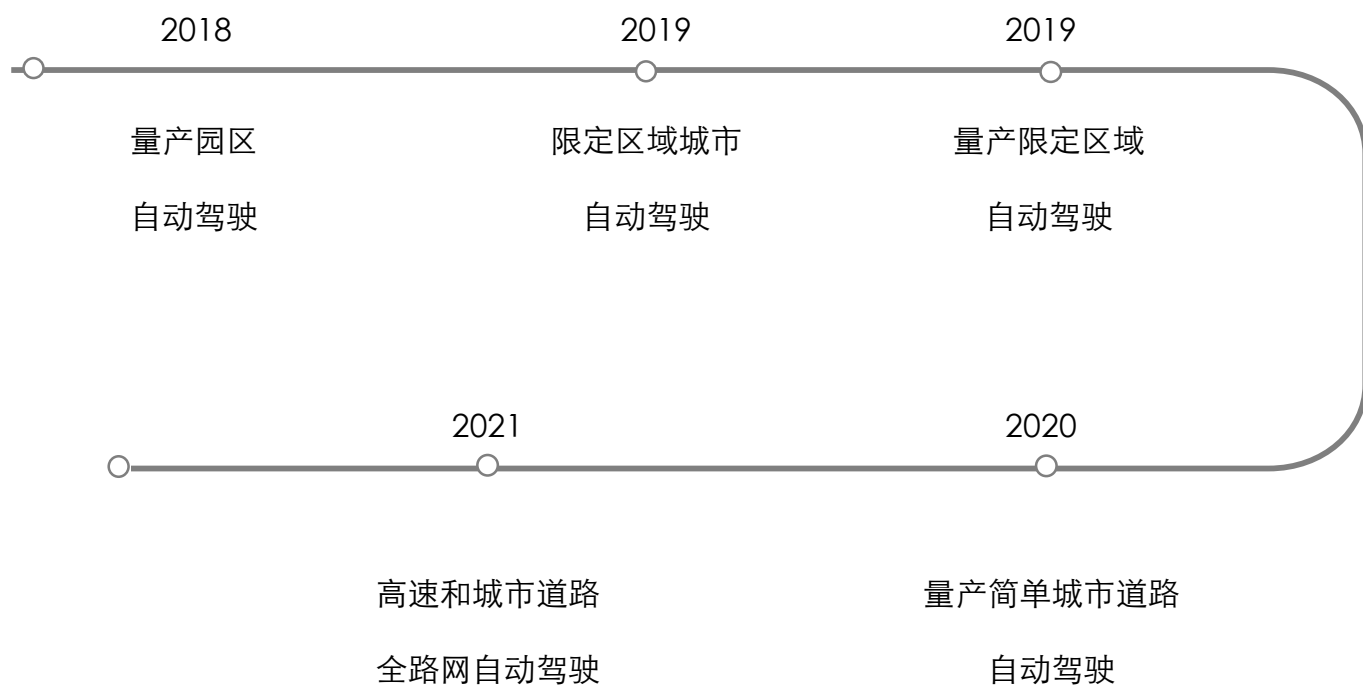 2018
量产园区
自动驾驶
2019
限定区域城市
自动驾驶
2019
量产限定区域
自动驾驶
2020
量产简单城市道路
自动驾驶
2021
高速和城市道路
全路网自动驾驶